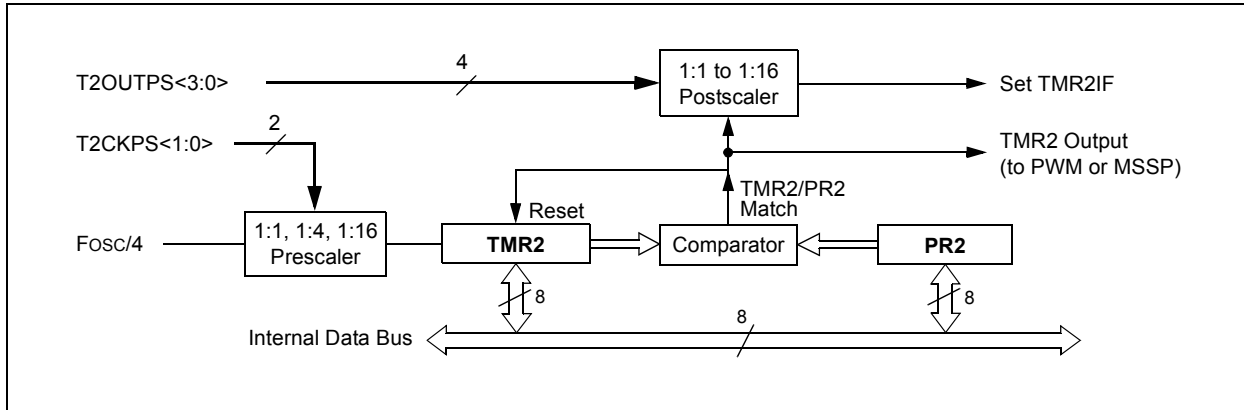 4
T2OUTPS<3:0>
1:1 to 1:16
Postscaler
Set TMR2IF
2
T2CKPS<1:0>
TMR2 Output
(to PWM or MSSP)
TMR2/PR2
Match
Reset
FOSC/4
1:1, 1:4, 1:16
Prescaler
TMR2
Comparator
PR2
8
8
8
Internal Data Bus